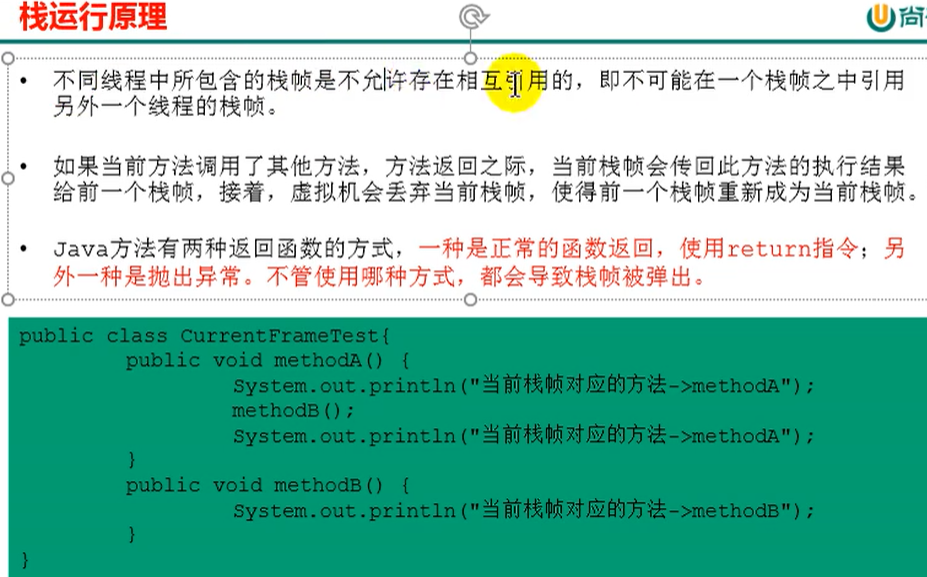 栈运行原理
尚
• 不同线程中所包含的栈帧是不允许存在相互引用的，即不可能在一个栈帧之中引用
另外一个线程的栈帧。
• 如果当前方法调用了其他方法，方法返回之际，当前栈帧会传回此方法的执行结果
给前一个栈帧，接着，虚拟机会丢弃当前栈帧，使得前一个栈帧重新成为当前栈帧。
• Java方法有两种返回函数的方式，一种是正常的函数返回，使用return指令；另
外一种是抛出异常。不管使用哪种方式，都会导致栈帧被弹出。
public class CurrentFrameTest{
public void methodA() {
System.out.println("当前栈帧对应的方法->methodA");
methodB();
System.out.println("当前栈帧对应的方法->methodA");
}
public void methodB() {
System.out.println("当前栈帧对应的方法->methodB");
}
}